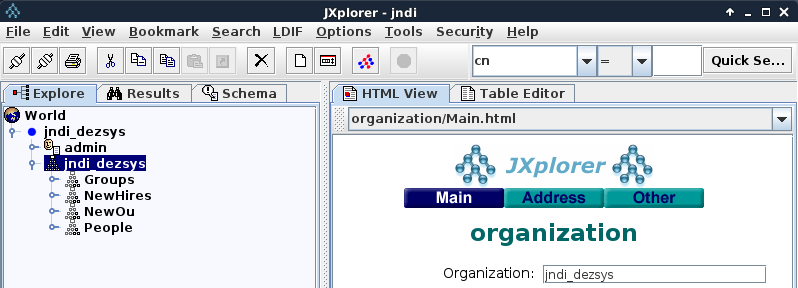 JXplorer - jndi
File Edit View Bookmark Search LDIF Options Tools Security Help
cn = Quick Se...
Explore Results Schema HTML View Table Editor
World
organization/Main.html
jndi_dezsys
admin
jndi_dezsys
Groups
NewHires
NewOu
People
JXplorer
Main Address Other
organization
Organization: jndi_dezsys